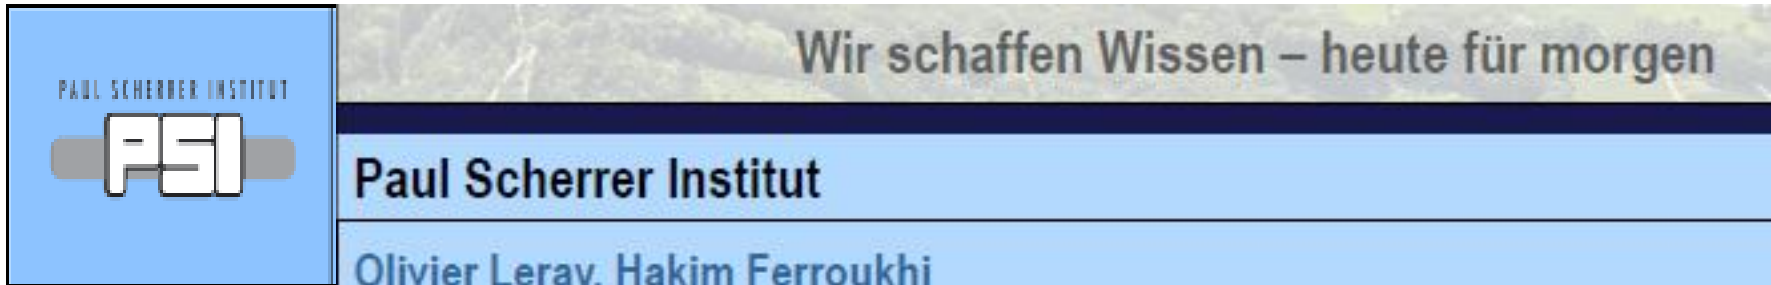 PAUL SCHERRER INSTITUT
PSI
Wir schaffen Wissen – heute für morgen
Paul Scherrer Institut
Olivier Leray, Hakim Ferroukhi